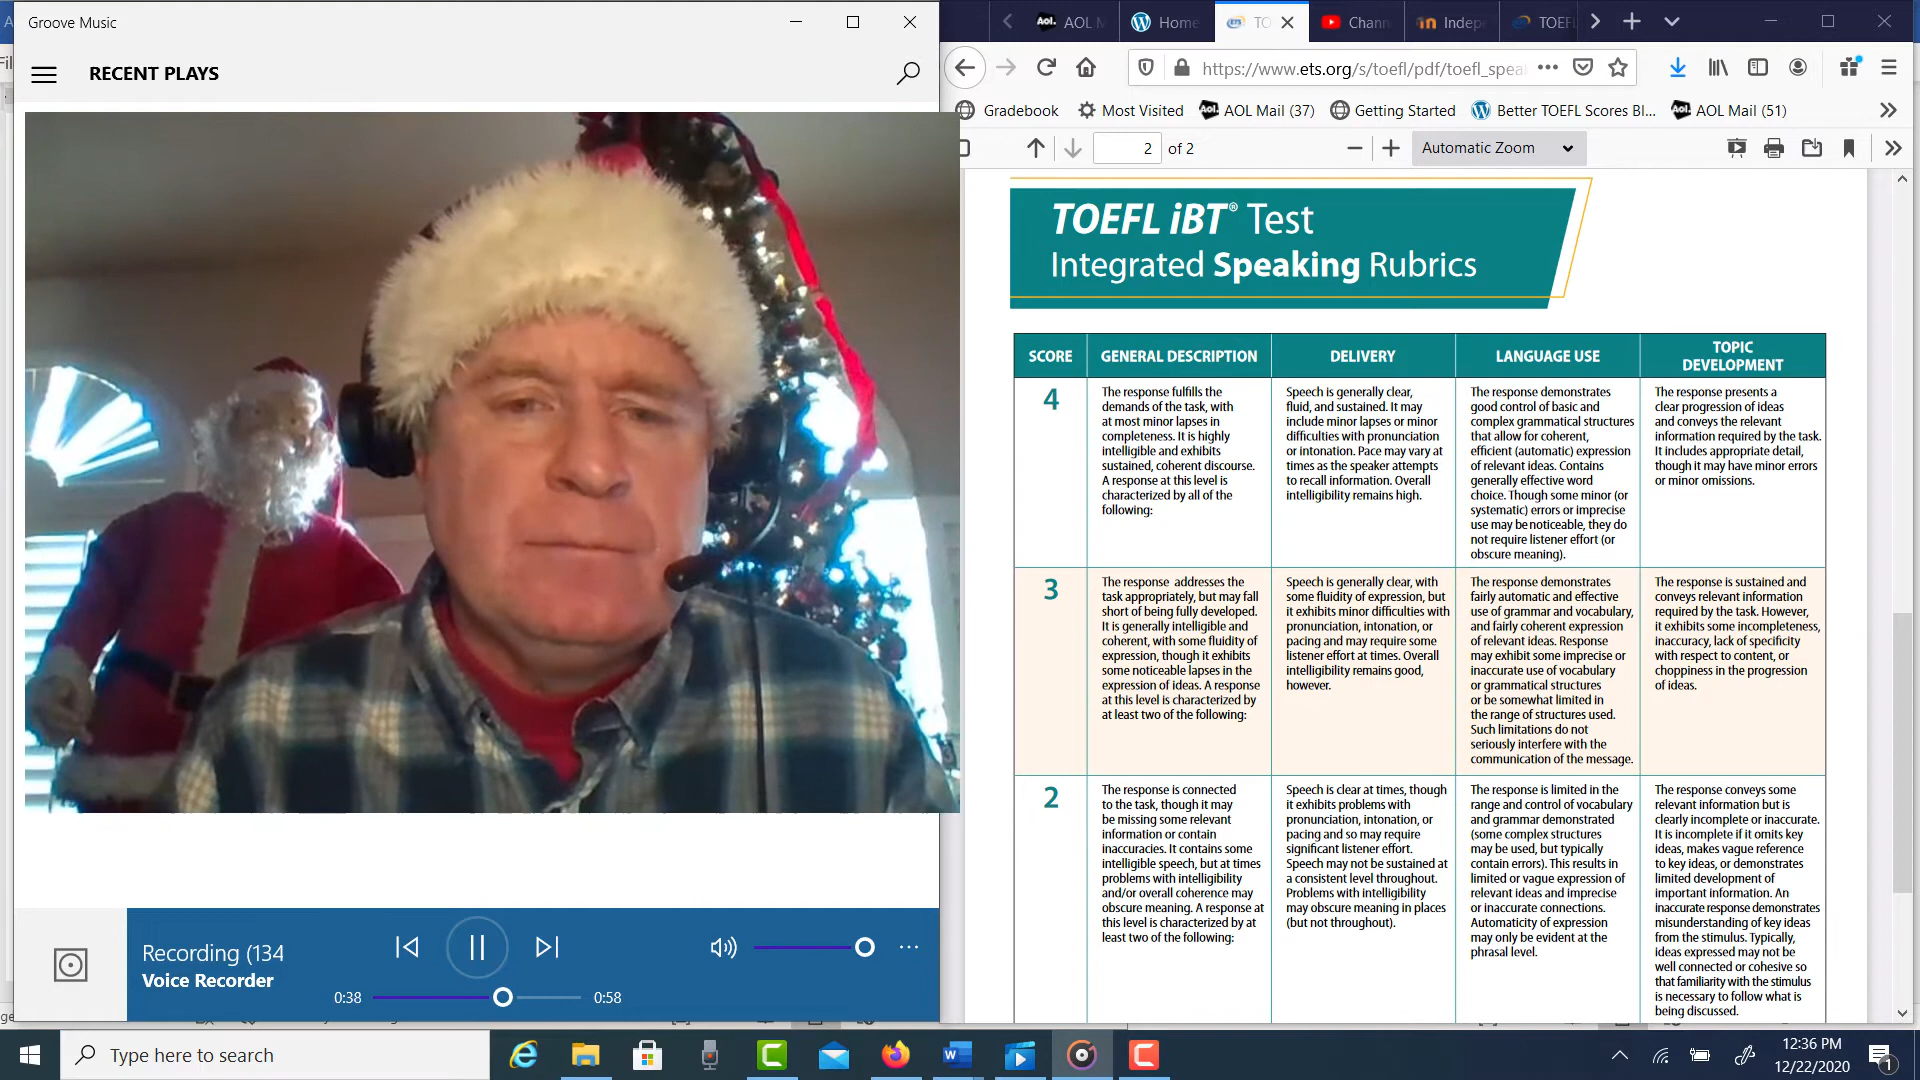 Groove Music
RECENT PLAYS
Recording (134
Voice Recorder
0:38
0:58
AOL M
Home
TO
Chann
Indep
TOEF
https://www.ets.org/s/toefl/pdf/toefl_spea
Gradebook
Most Visited
AOL Mail (37)
Getting Started
Better TOEFL Scores Bl...
AOL Mail (51)
2 of 2
Automatic Zoom
TOEFL iBT® Test
Integrated Speaking Rubrics
SCORE
GENERAL DESCRIPTION
DELIVERY
LANGUAGE USE
TOPIC
DEVELOPMENT
4
The response fulfills the
demands of the task, with
at most minor lapses in
completeness. It is highly
intelligible and exhibits
sustained, coherent discourse.
A response at this level is
characterized by all of the
following:
Speech is generally clear,
fluid, and sustained. It may
include minor lapses or minor
difficulties with pronunciation
or intonation. Pace may vary at
times as the speaker attempts
to recall information. Overall
intelligibility remains high.
The response demonstrates
good control of basic and
complex grammatical structures
that allow for coherent,
efficient (automatic) expression
of relevant ideas. Contains
generally effective word
choice. Though some minor (or
systematic) errors or imprecise
use may be noticeable, they do
not require listener effort (or
obscure meaning).
The response presents a
clear progression of ideas
and conveys the relevant
information required by the task.
It includes appropriate detail,
though it may have minor errors
or minor omissions.
3
The response addresses the
task appropriately, but may fall
short of being fully developed.
It is generally intelligible and
coherent, with some fluidity of
expression, though it exhibits
some noticeable lapses in the
expression of ideas. A response
at this level is characterized by
at least two of the following:
Speech is generally clear, with
some fluidity of expression, but
it exhibits minor difficulties with
pronunciation, intonation, or
pacing and may require some
listener effort at times. Overall
intelligibility remains good,
however.
The response demonstrates
fairly automatic and effective
use of grammar and vocabulary,
and fairly coherent expression
of relevant ideas. Response
may exhibit some imprecise or
inaccurate use of vocabulary
or grammatical structures
or be somewhat limited in
the range of structures used.
Such limitations do not
seriously interfere with the
communication of the message.
The response is sustained and
conveys relevant information
required by the task. However,
it exhibits some incompleteness,
inaccuracy, lack of specificity
with respect to content, or
choppiness in the progression
of ideas.
2
The response is connected
to the task, though it may
be missing some relevant
information or contain
inaccuracies. It contains some
intelligible speech, but at times
problems with intelligibility
and/or overall coherence may
obscure meaning. A response at
this level is characterized by at
least two of the following:
Speech is clear at times, though
it exhibits problems with
pronunciation, intonation, or
pacing and so may require
significant listener effort.
Speech may not be sustained at
a consistent level throughout.
Problems with intelligibility
may obscure meaning in places
(but not throughout).
The response is limited in the
range and control of vocabulary
and grammar demonstrated
(some complex structures
may be used, but typically
contain errors). This results in
limited or vague expression of
relevant ideas and imprecise
or inaccurate connections.
Automaticity of expression
may only be evident at the
phrasal level.
The response conveys some
relevant information but is
clearly incomplete or inaccurate.
It is incomplete if it omits key
ideas, makes vague reference
to key ideas, or demonstrates
limited development of
important information. An
inaccurate response demonstrates
misunderstanding of key ideas
from the stimulus. Typically,
ideas expressed may not be
well connected or cohesive so
that familiarity with the stimulus
is necessary to follow what is
being discussed.
Type here to search
12:36 PM
12/22/2020
1